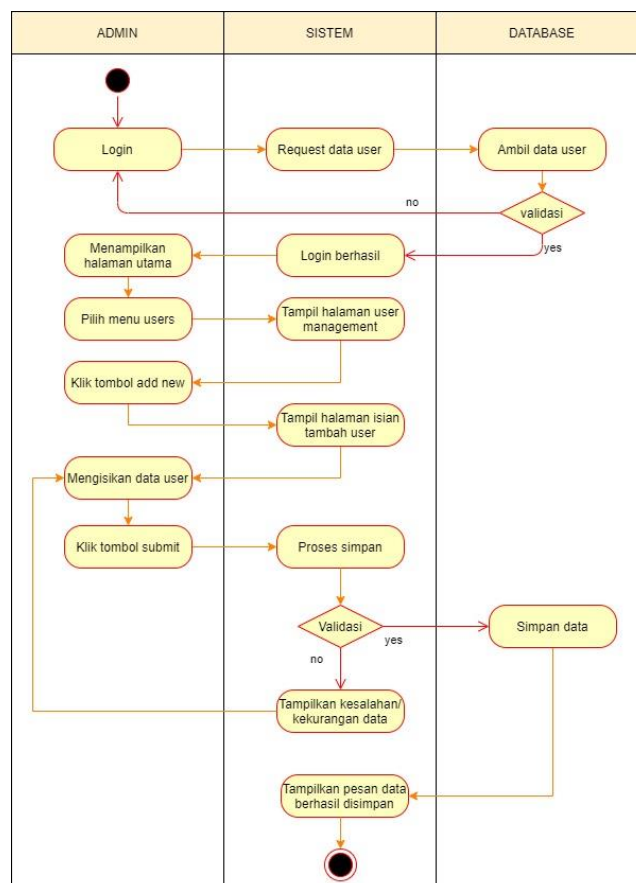 ADMIN
SISTEM
DATABASE
Login
Request data user
Ambil data user
no
validasi
yes
Menampilkan
halaman utama
Login berhasil
Pilih menu users
Tampil halaman user
management
Klik tombol add new
Tampil halaman isian
tambah user
Mengisikan data user
Klik tombol submit
Proses simpan
Validasi
yes
Simpan data
no
Tampilkan kesalahan/
kekurangan data
Tampilkan pesan data
berhasil disimpan